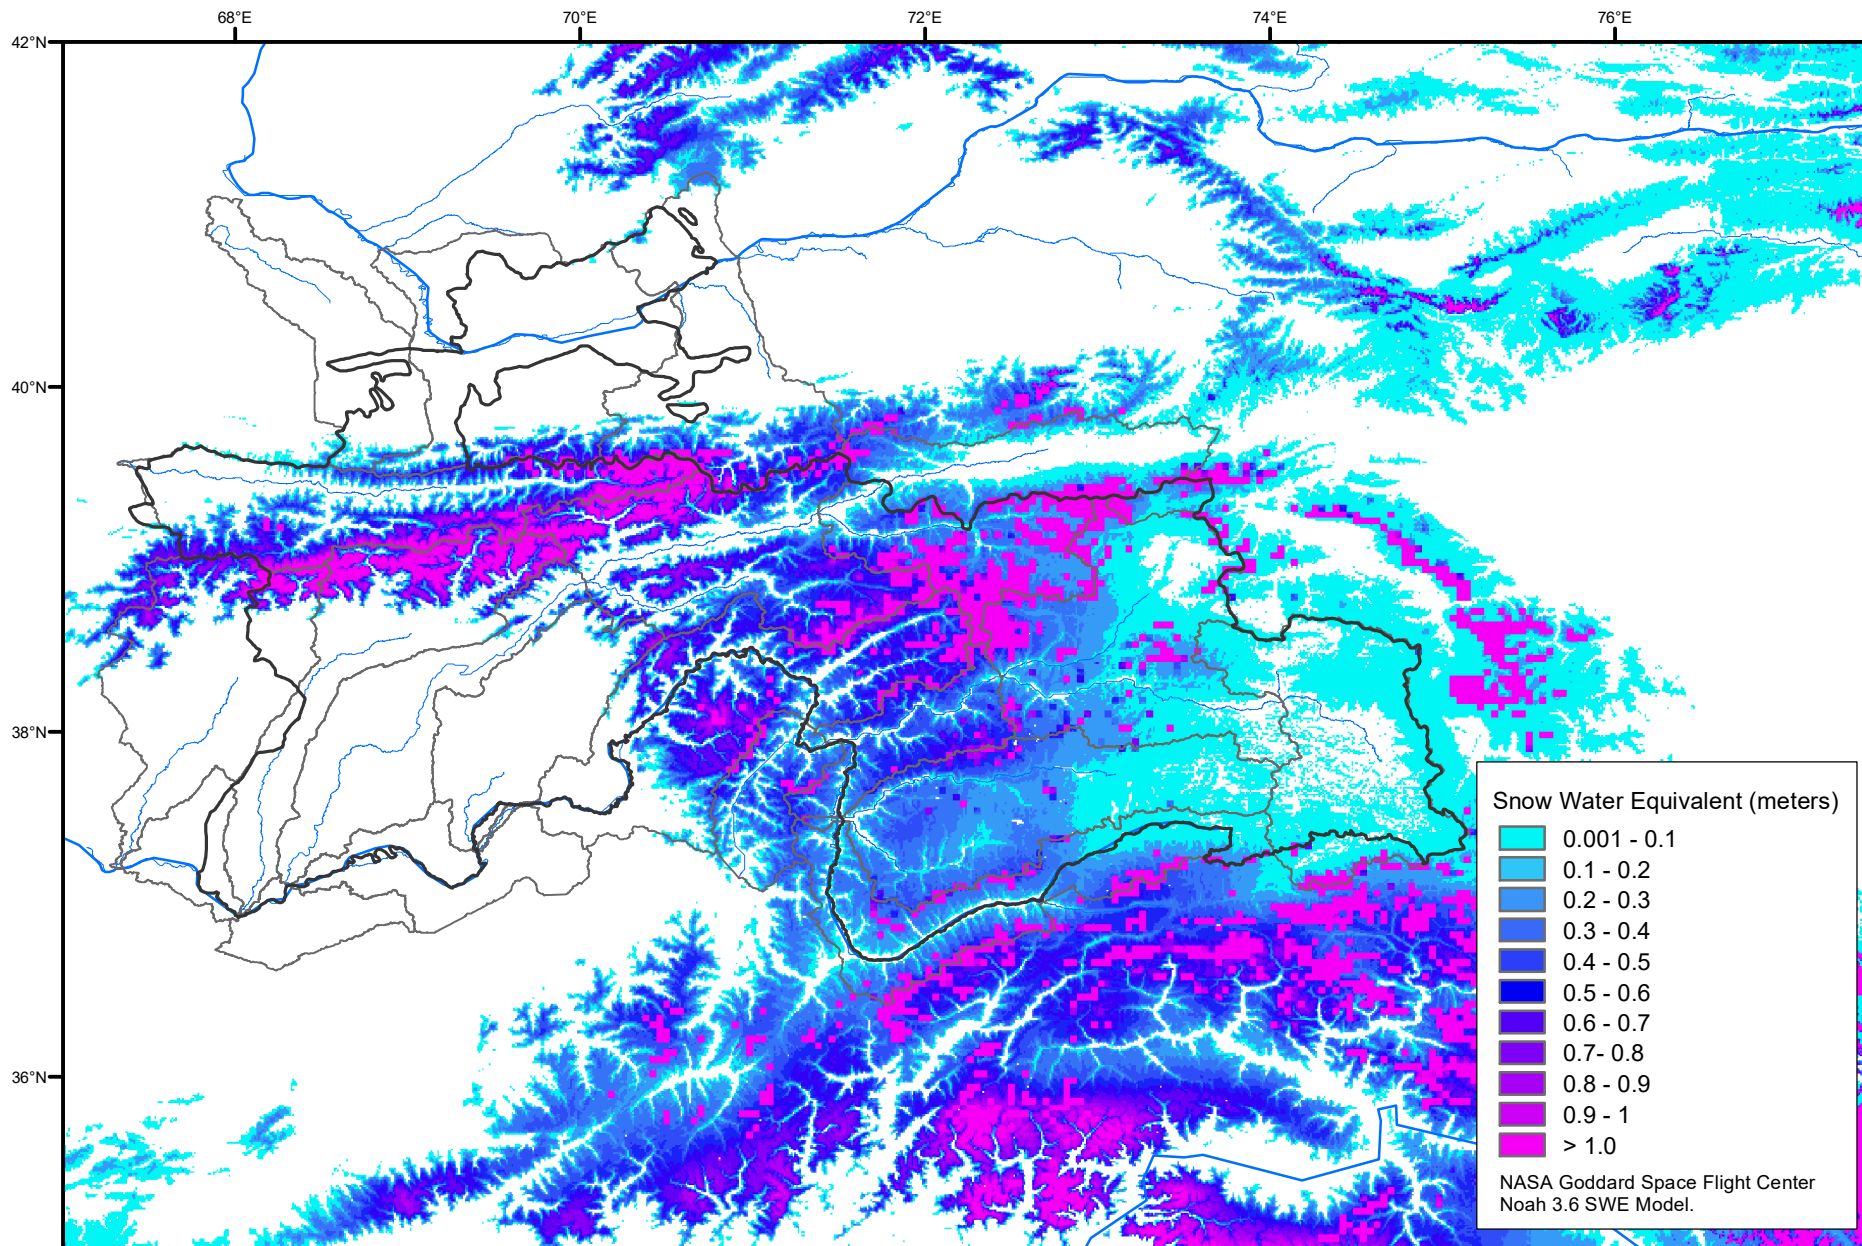 68°E 70°E 72°E 74°E 76°E
42°N
40°N
38°N
36°N
Snow Water Equivalent (meters)
0.001 - 0.1
0.1 - 0.2
0.2 - 0.3
0.3 - 0.4
0.4 - 0.5
0.5 - 0.6
0.6 - 0.7
0.7- 0.8
0.8 - 0.9
0.9 - 1
> 1.0
NASA Goddard Space Flight Center
Noah 3.6 SWE Model.